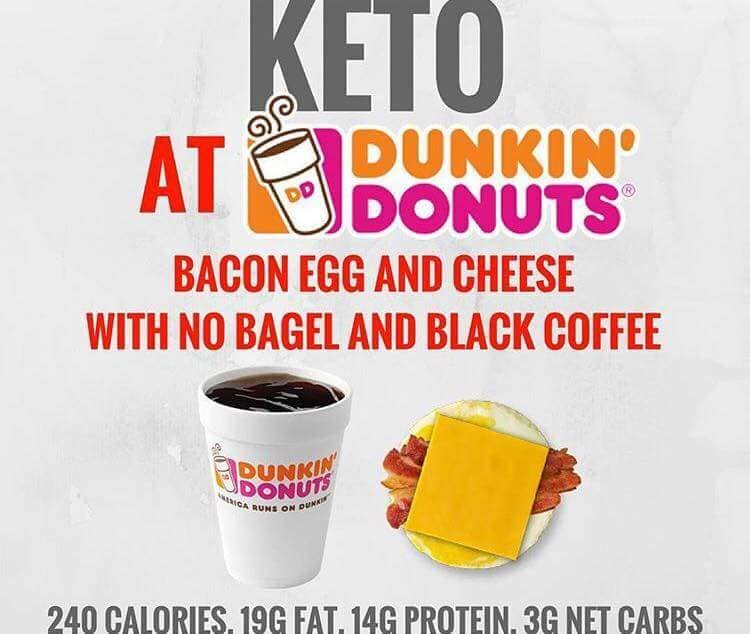 KETO
AT DUNKIN'
DONUTS®
BACON EGG AND CHEESE
WITH NO BAGEL AND BLACK COFFEE
DD
DUNKIN'
DONUTS
AMERICA RUNS ON DUNKIN'
240 CALORIES, 19G FAT, 14G PROTEIN, 3G NET CARBS